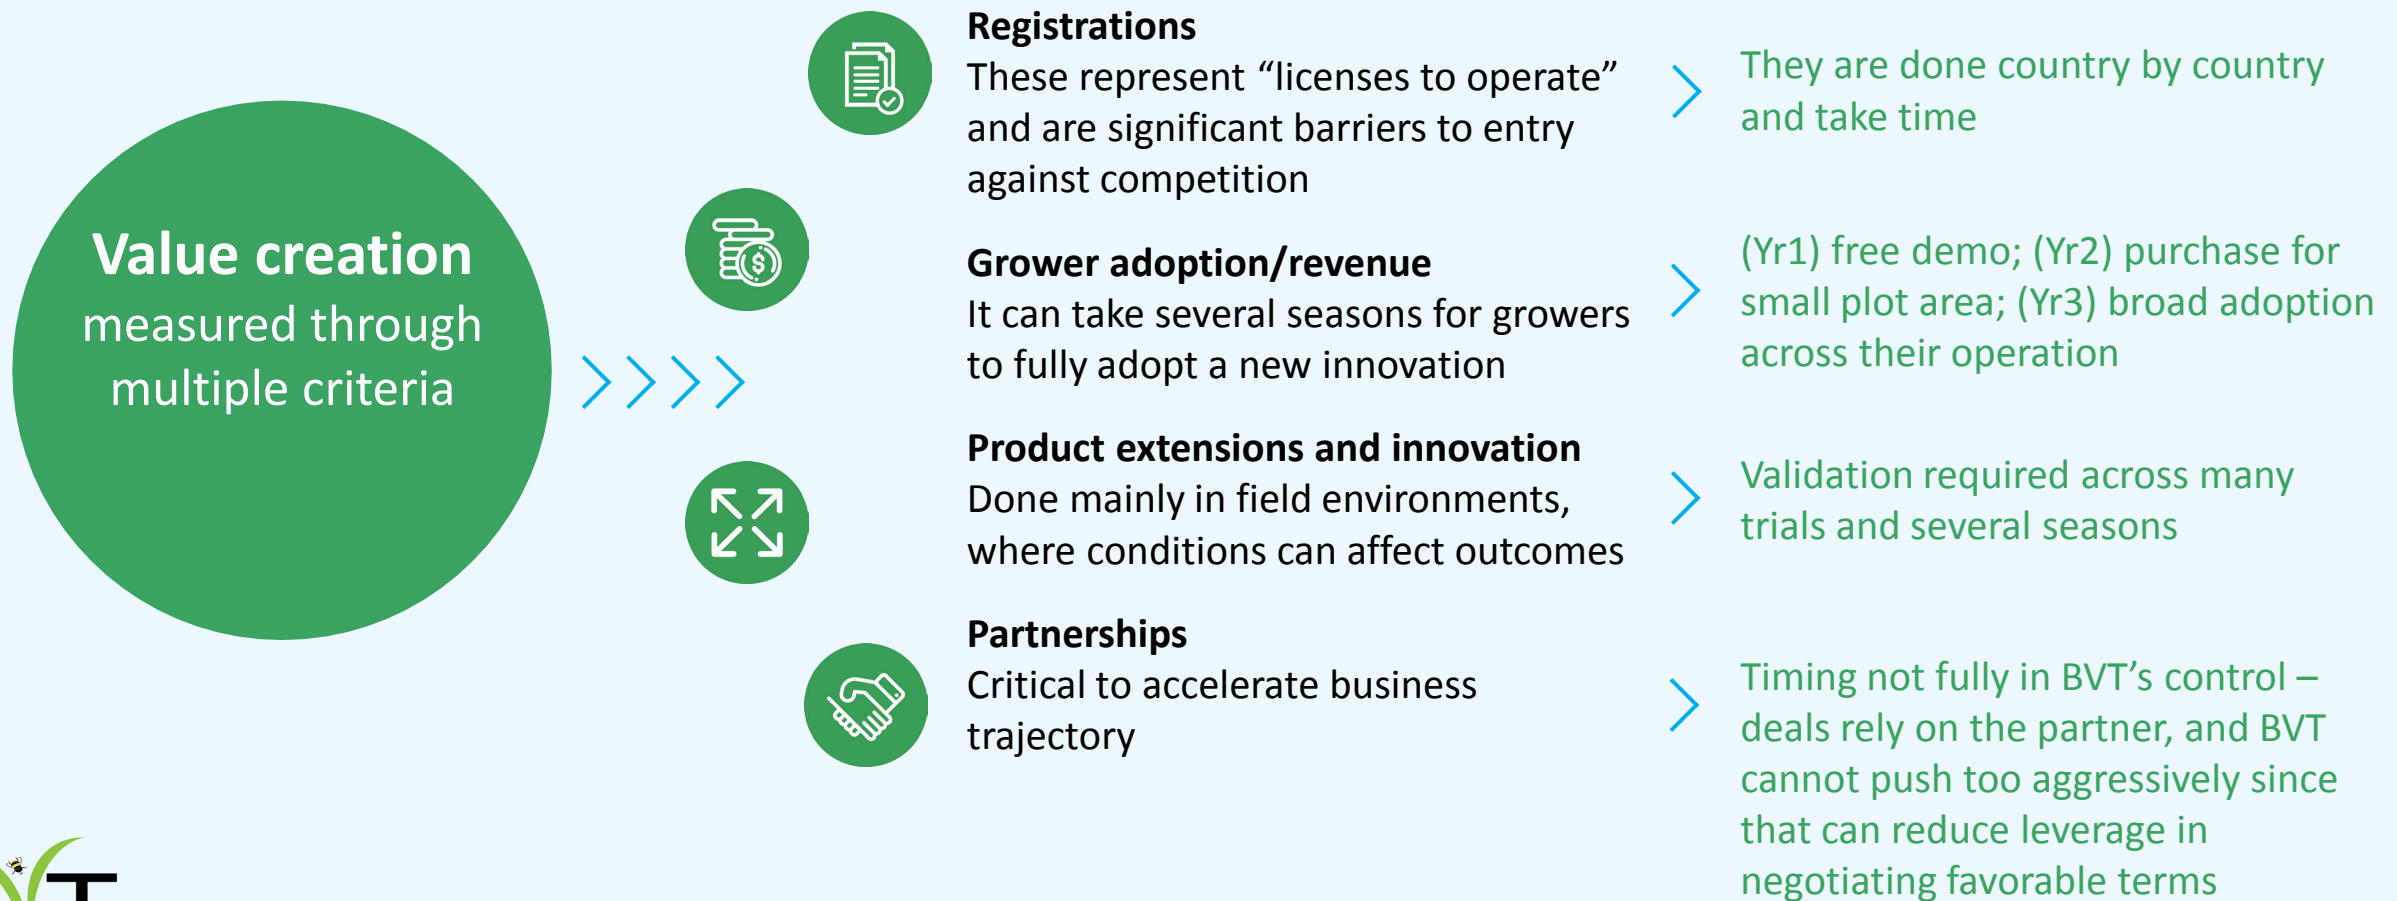 Value creation
measured through
multiple criteria
Registrations
These represent “licenses to operate”
and are significant barriers to entry
against competition
They are done country by country
and take time
Grower adoption/revenue
It can take several seasons for growers
to fully adopt a new innovation
(Yr1) free demo; (Yr2) purchase for
small plot area; (Yr3) broad adoption
across their operation
Product extensions and innovation
Done mainly in field environments,
where conditions can affect outcomes
Validation required across many
trials and several seasons
Partnerships
Critical to accelerate business
trajectory
Timing not fully in BVT’s control –
deals rely on the partner, and BVT
cannot push too aggressively since
that can reduce leverage in
negotiating favorable terms